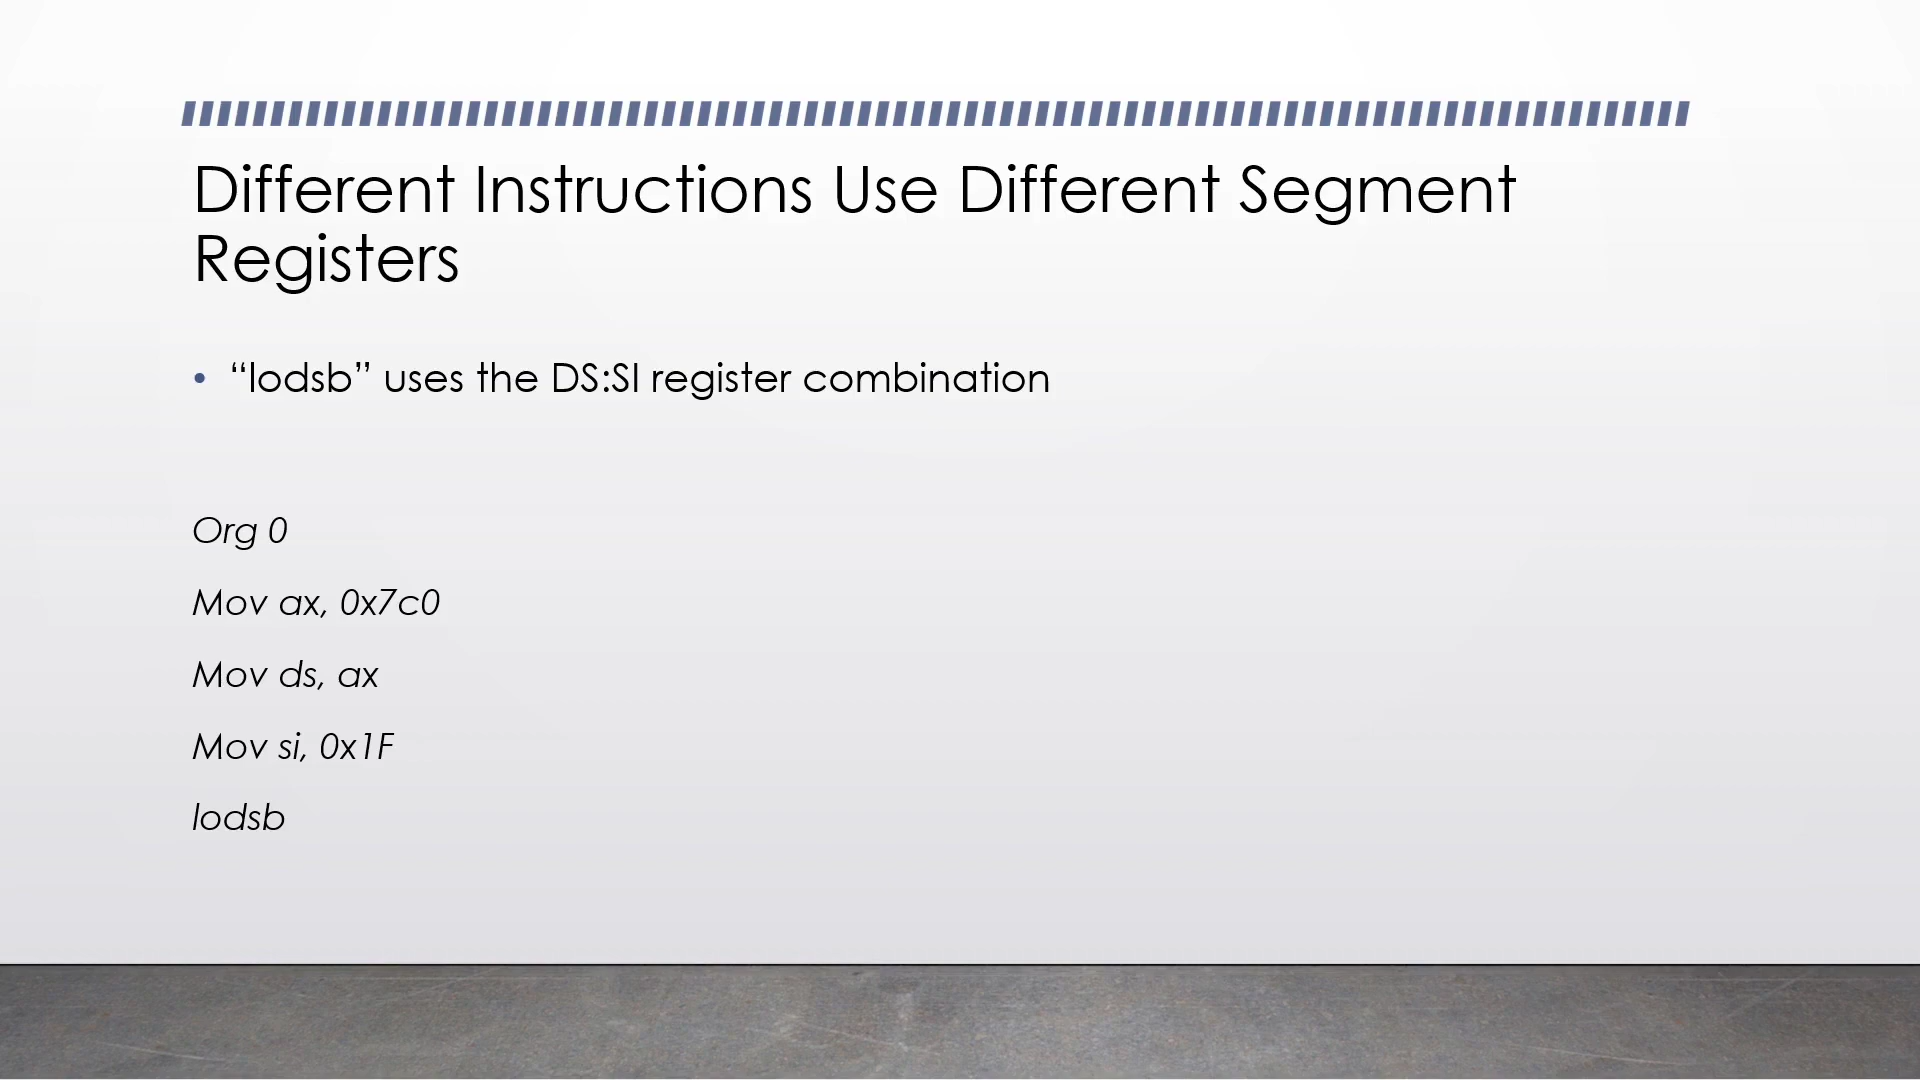 Different Instructions Use Different Segment
Registers
• “lodsb” uses the DS:SI register combination
Org 0
Mov ax, 0x7c0
Mov ds, ax
Mov si, 0x1F
lodsb